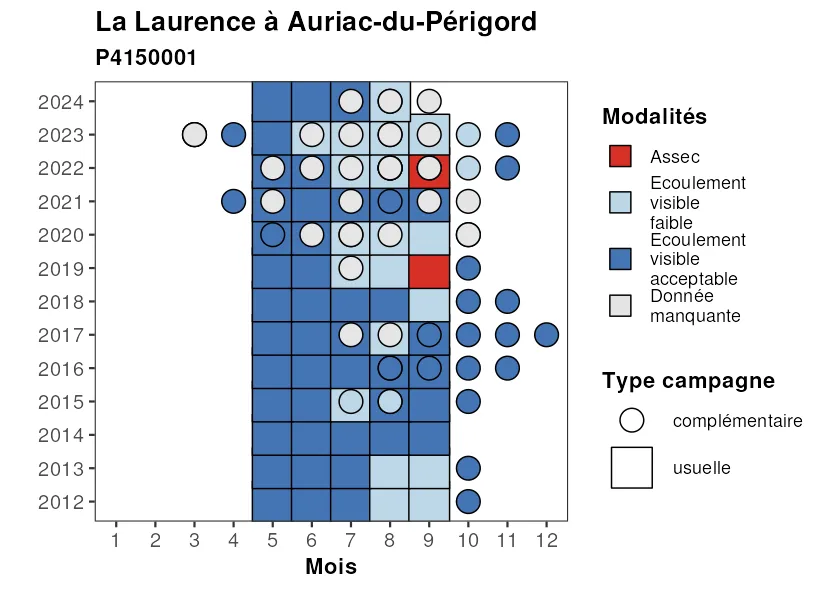 La Laurence à Auriac-du-Périgord
P4150001
2024
2023
2022
2021
2020
2019
2018
2017
2016
2015
2014
2013
2012
1 2 3 4 5 6 7 8 9 10 11 12
Mois
Modalités
Assec
Ecoulement
visible
faible
Ecoulement
visible
acceptable
Donnée
manquante
Type campagne
complémentaire
usuelle